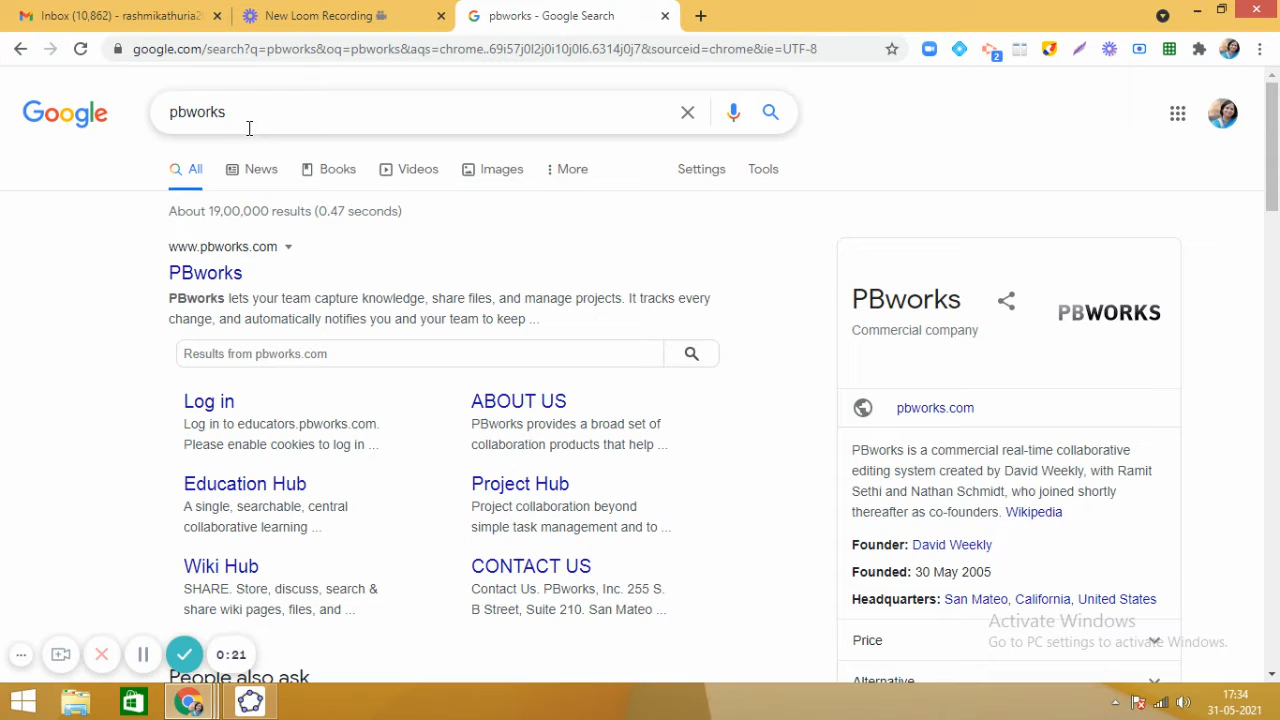 Inbox (10,862) - rashmikathuria2
New Loom Recording
pbworks - Google Search
google.com/search?q=pbworks&oq=pbworks&aqs=chrome..69i57j0l2j0i10j0l6.6314j0j7&sourceid=chrome&ie=UTF-8
2
Google
pbworks
All
News
Books
Videos
Images
More
Settings
Tools
About 19,00,000 results (0.47 seconds)
www.pbworks.com
PBworks
PBworks lets your team capture knowledge, share files, and manage projects. It tracks every
change, and automatically notifies you and your team to keep ...
Results from pbworks.com
Log in
Log in to educators.pbworks.com.
Please enable cookies to log in ...
ABOUT US
PBworks provides a broad set of
collaboration products that help ...
Education Hub
A single, searchable, central
collaborative learning ...
Project Hub
Project collaboration beyond
simple task management and to ...
Wiki Hub
SHARE. Store, discuss, search &
share wiki pages, files, and ...
CONTACT US
Contact Us. PBworks, Inc. 255 S.
B Street, Suite 210. San Mateo ...
People also ask
PBworks
Commercial company
PBWORKS
pbworks.com
PBworks is a commercial real-time collaborative
editing system created by David Weekly, with Ramit
Sethi and Nathan Schmidt, who joined shortly
thereafter as co-founders. Wikipedia
Founder: David Weekly
Founded: 30 May 2005
Headquarters: San Mateo, California, United States
Price
Alternative
Activate Windows
Go to PC settings to activate Windows.
0:21
17:34
31-05-2021